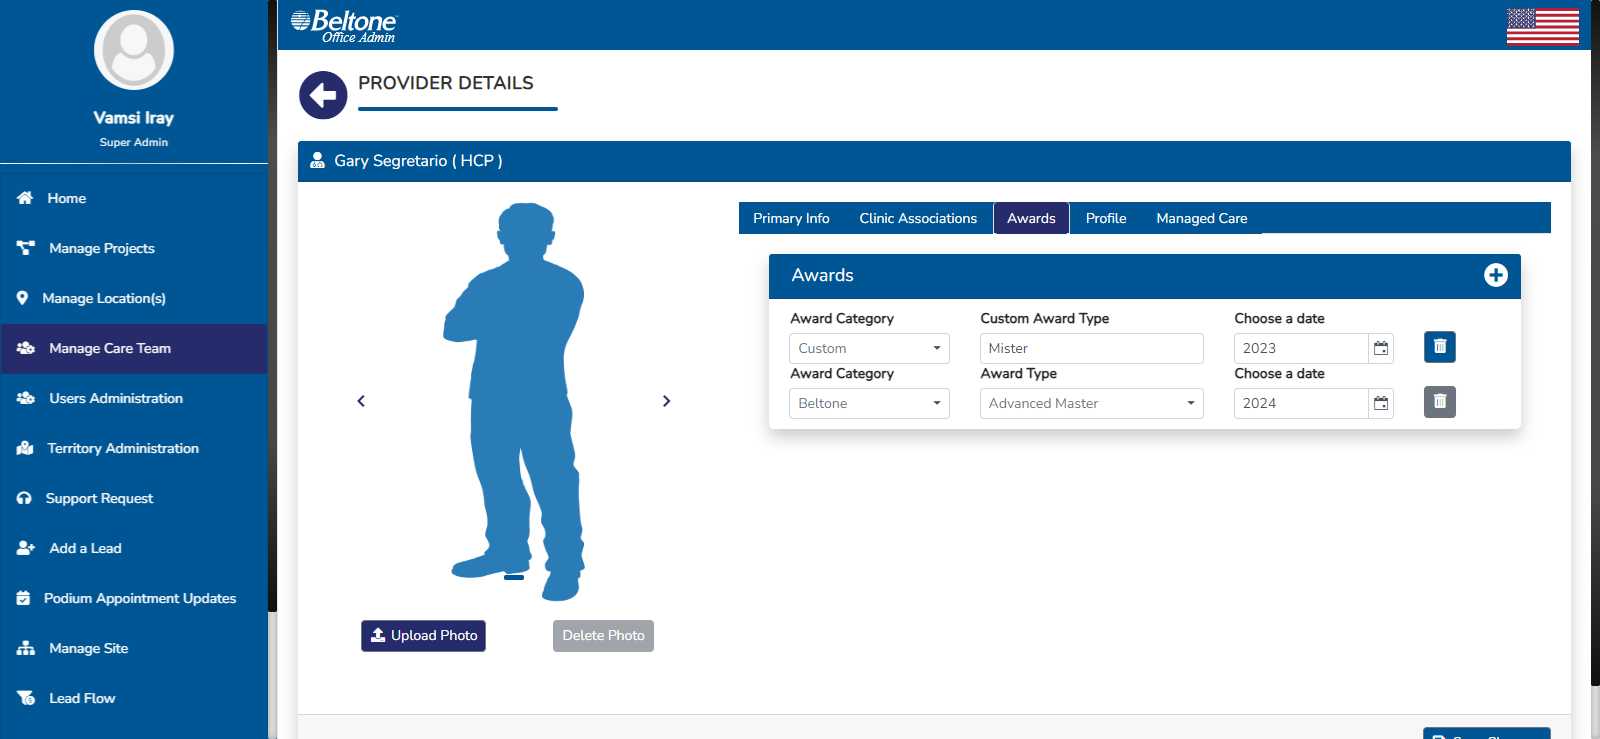 Vamsi Iray
Super Admin
Home
Manage Projects
Manage Location(s)
Manage Care Team
Users Administration
Territory Administration
Support Request
Add a Lead
Podium Appointment Updates
Manage Site
Lead Flow
Beltone
Office Admin
PROVIDER DETAILS
Gary Segretario ( HCP )
Upload Photo
Delete Photo
Primary Info
Clinic Associations
Awards
Profile
Managed Care
Awards
Award Category
Custom Award Type
Choose a date
Custom
Mister
2023
Award Category
Award Type
Choose a date
Beltone
Advanced Master
2024